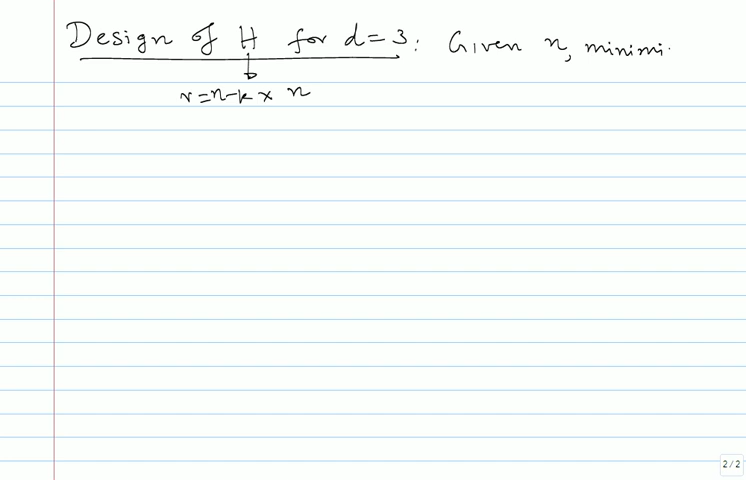 Design of H for d=3: Given n, minimi
r=n-k × n
2/2